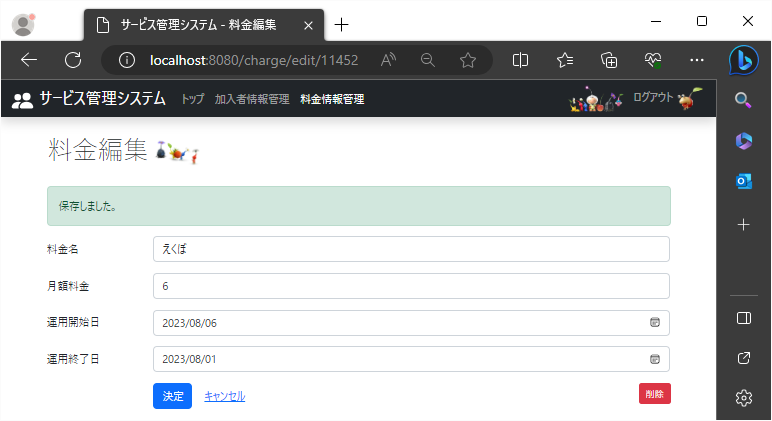 サービス管理システム - 料金編集
localhost:8080/charge/edit/11452
サービス管理システム トップ 加入者情報管理 料金情報管理 ログアウト
料金編集
保存しました。
料金名 えくぼ
月額料金 6
運用開始日 2023/08/06
運用終了日 2023/08/01
決定 キャンセル 削除